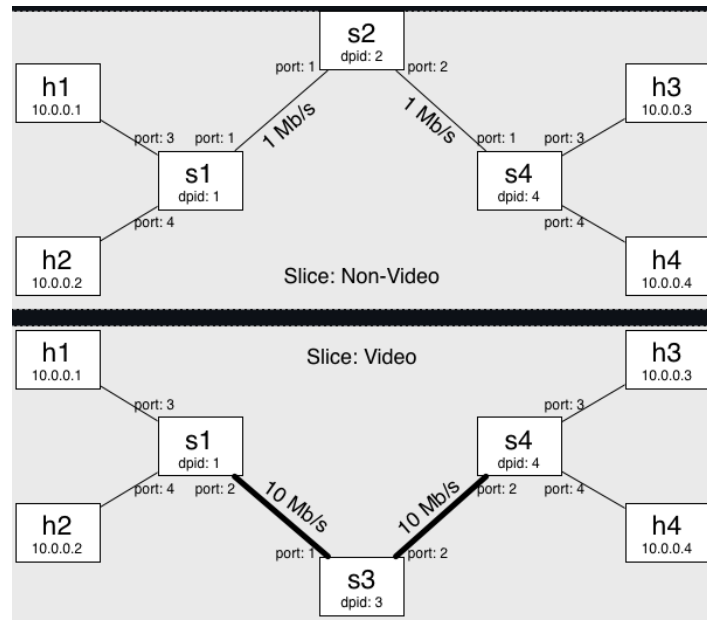 s2
dpid: 2
port: 1
port: 2
h1
10.0.0.1
h3
10.0.0.3
1 Mb/s
1 Mb/s
port: 3
port: 1
port: 1
port: 3
s1
dpid: 1
s4
dpid: 4
port: 4
port: 4
h2
10.0.0.2
h4
10.0.0.4
Slice: Non-Video
h1
10.0.0.1
Slice: Video
h3
10.0.0.3
port: 3
port: 3
s1
dpid: 1
s4
dpid: 4
port: 4
port: 2
port: 2
port: 4
10 Mb/s
10 Mb/s
h2
10.0.0.2
h4
10.0.0.4
port: 1
port: 2
s3
dpid: 3